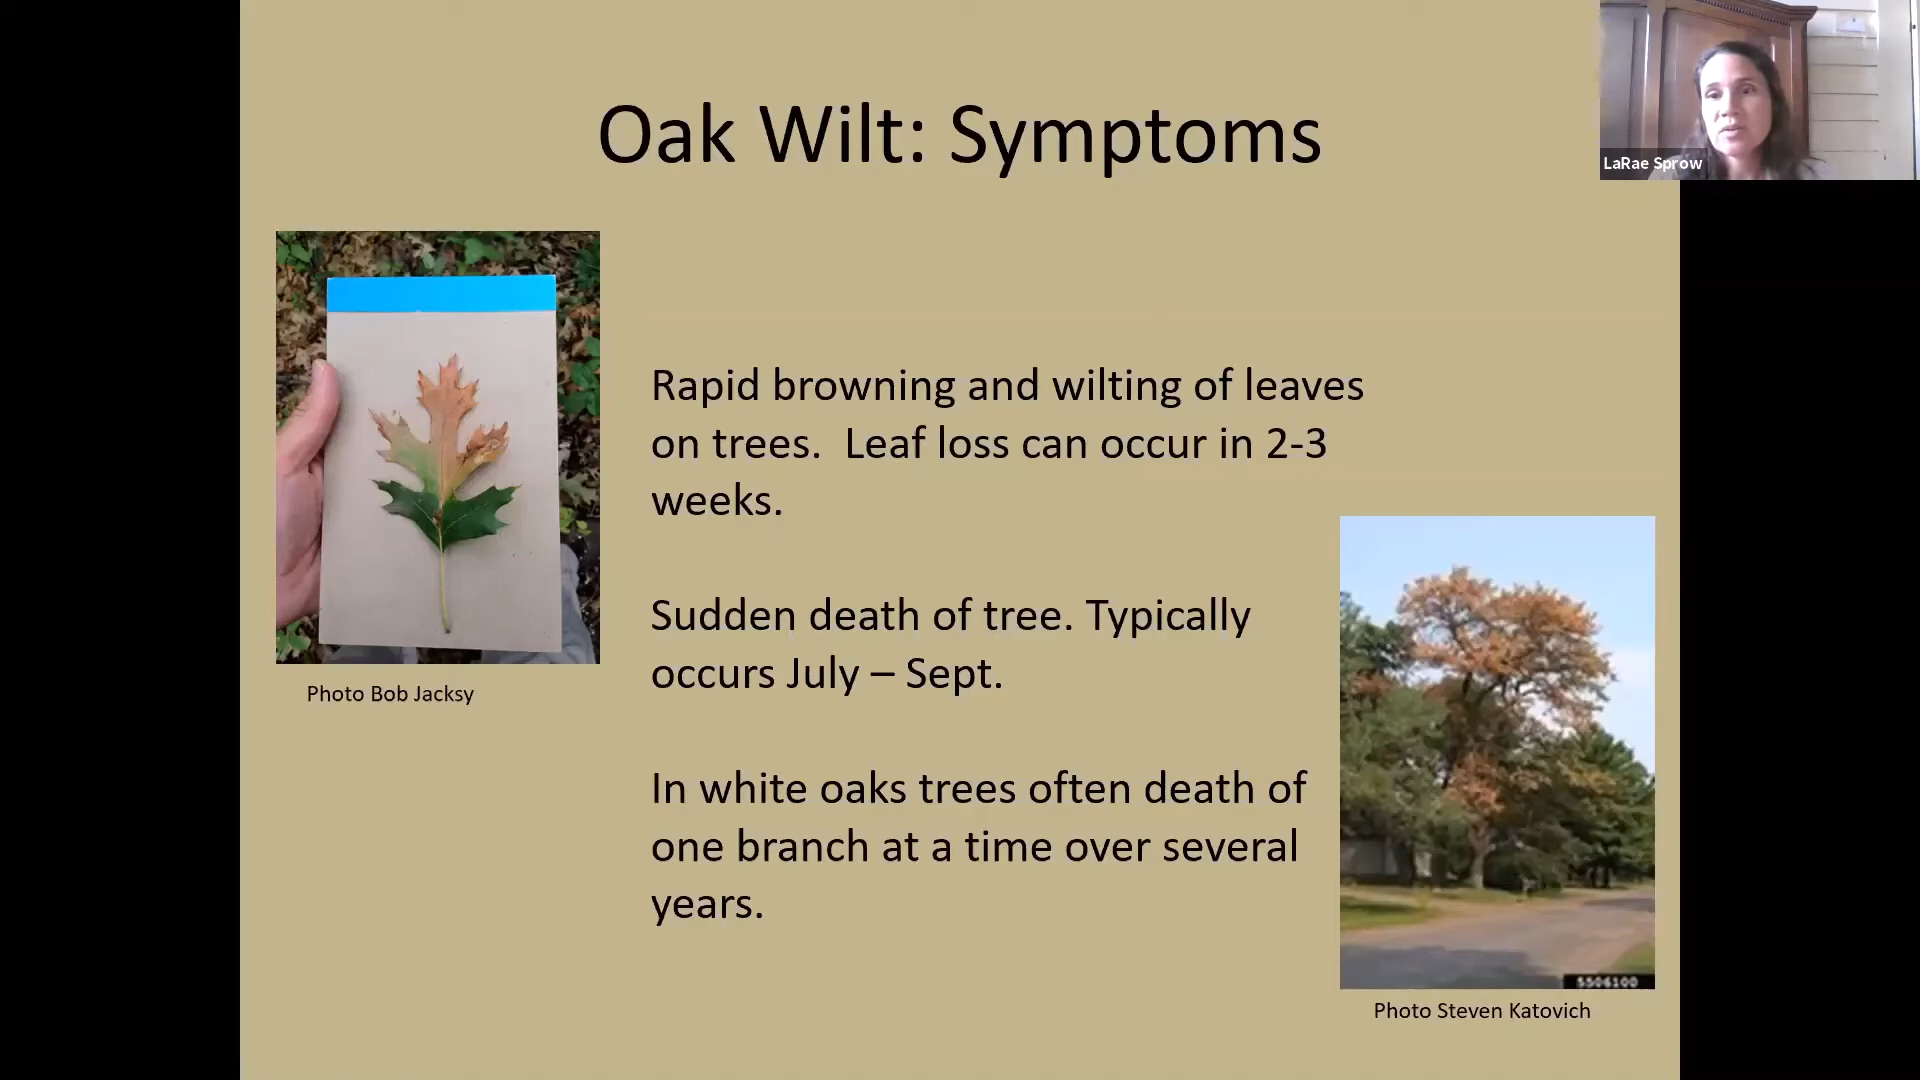 Oak Wilt: Symptoms
LaRae Sprow
Rapid browning and wilting of leaves
on trees.  Leaf loss can occur in 2-3
weeks.
Sudden death of tree. Typically
occurs July – Sept.
In white oaks trees often death of
one branch at a time over several
years.
Photo Bob Jacksy
5506100
Photo Steven Katovich